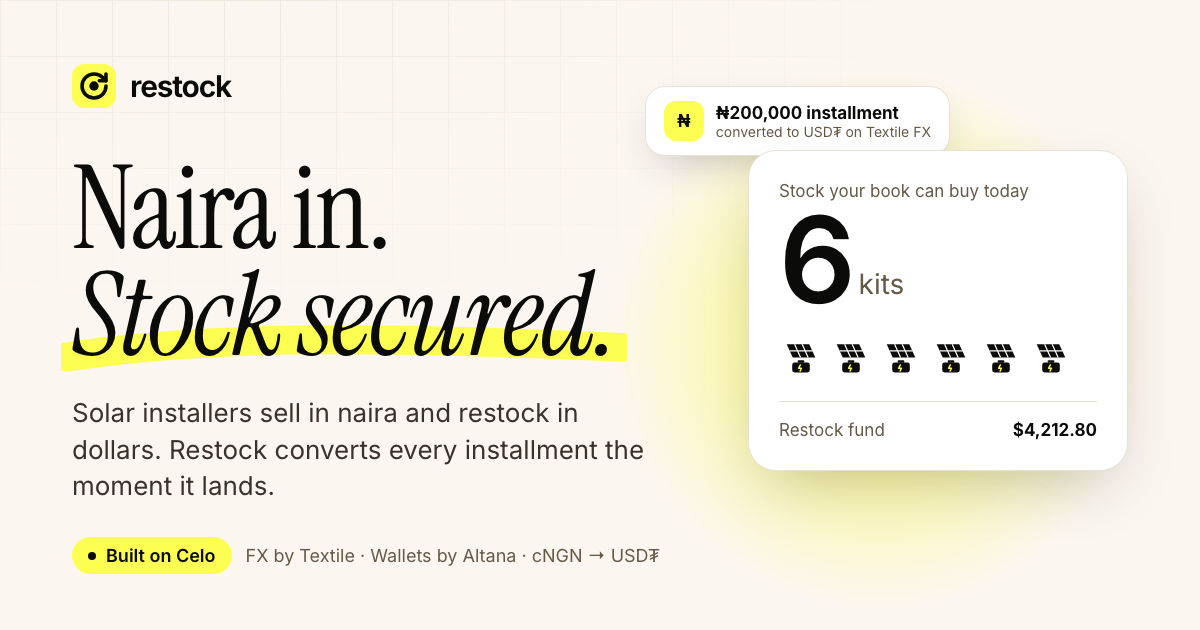 restock
Naira in.
Stock secured.
Solar installers sell in naira and restock in
dollars. Restock converts every installment the
moment it lands.
Built on Celo
FX by Textile · Wallets by Altana · cNGN → USD₮
₦
₦200,000 installment
converted to USD₮ on Textile FX
Stock your book can buy today
6 kits
Restock fund $4,212.80